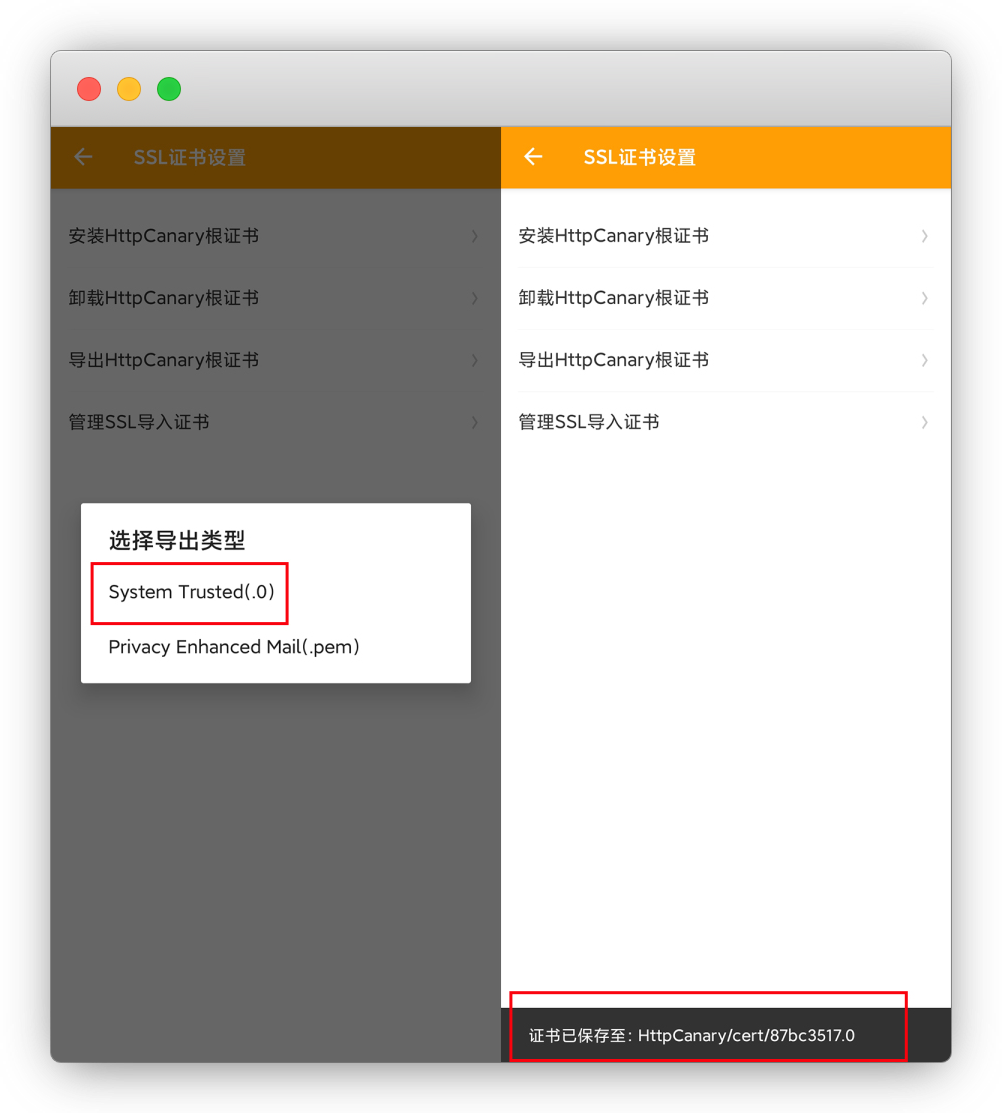 SSL证书设置
安装HttpCanary根证书
卸载HttpCanary根证书
导出HttpCanary根证书
管理SSL导入证书
选择导出类型
System Trusted(.0)
Privacy Enhanced Mail(.pem)
SSL证书设置
安装HttpCanary根证书
卸载HttpCanary根证书
导出HttpCanary根证书
管理SSL导入证书
证书已保存至: HttpCanary/cert/87bc3517.0